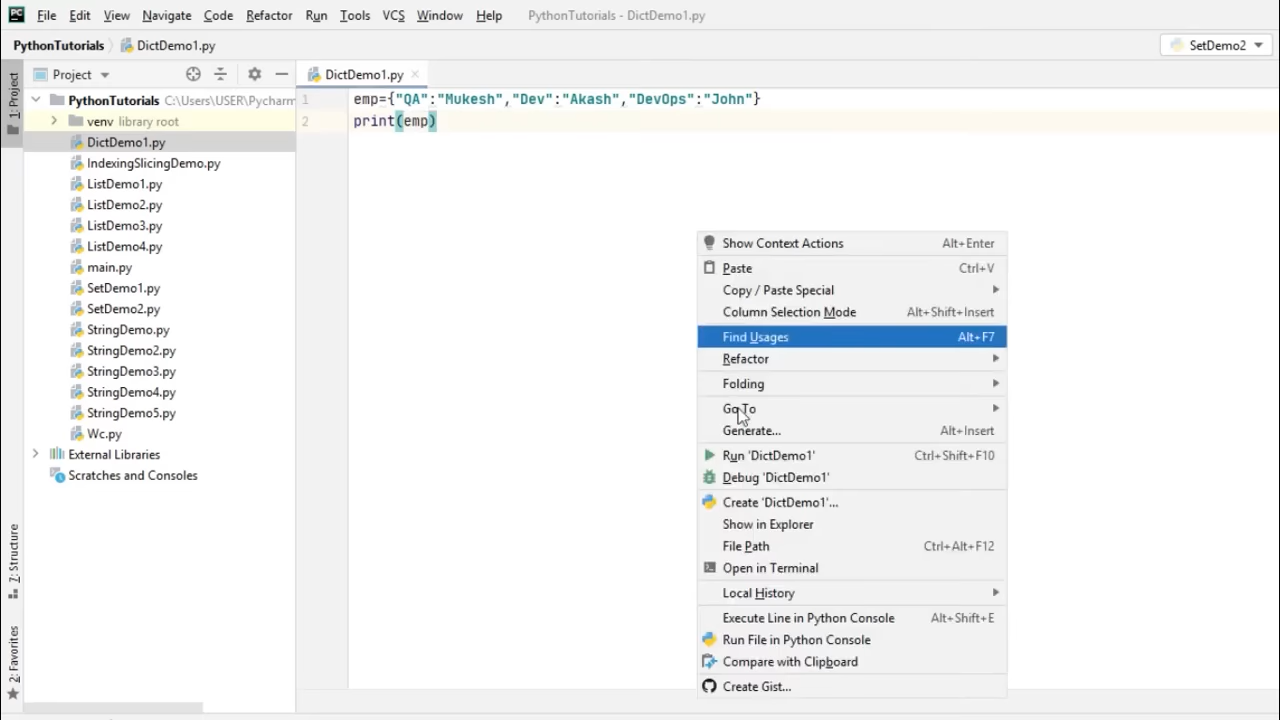 PC File Edit View Navigate Code Refactor Run Tools VCS Window Help PythonTutorials - DictDemo1.py
PythonTutorials DictDemo1.py SetDemo2
1: Project
Project
DictDemo1.py
PythonTutorials C:\Users\USER\Pycharm
venv library root
DictDemo1.py
IndexingSlicingDemo.py
ListDemo1.py
ListDemo2.py
ListDemo3.py
ListDemo4.py
main.py
SetDemo1.py
SetDemo2.py
StringDemo.py
StringDemo2.py
StringDemo3.py
StringDemo4.py
StringDemo5.py
Wc.py
External Libraries
Scratches and Consoles
7: Structure
2: Favorites
1 emp={"QA":"Mukesh","Dev":"Akash","DevOps":"John"}
2 print(emp)
Show Context Actions Alt+Enter
Paste Ctrl+V
Copy / Paste Special
Column Selection Mode Alt+Shift+Insert
Find Usages Alt+F7
Refactor
Folding
Go To
Generate... Alt+Insert
Run 'DictDemo1' Ctrl+Shift+F10
Debug 'DictDemo1'
Create 'DictDemo1'...
Show in Explorer
File Path Ctrl+Alt+F12
Open in Terminal
Local History
Execute Line in Python Console Alt+Shift+E
Run File in Python Console
Compare with Clipboard
Create Gist...